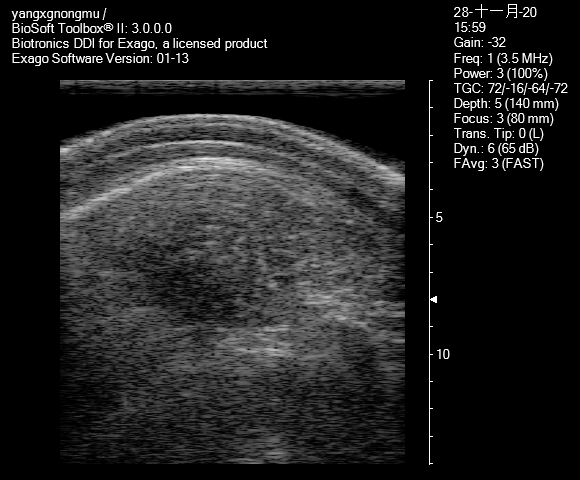 yangxgnongmu /
BioSoft Toolbox® II: 3.0.0.0
Biotronics DDI for Exago, a licensed product
Exago Software Version: 01-13
28-十一月-20
15:59
Gain: -32
Freq: 1 (3.5 MHz)
Power: 3 (100%)
TGC: 72/-16/-64/-72
Depth: 5 (140 mm)
Focus: 3 (80 mm)
Trans. Tip: 0 (L)
Dyn.: 6 (65 dB)
FAvg: 3 (FAST)
5
10